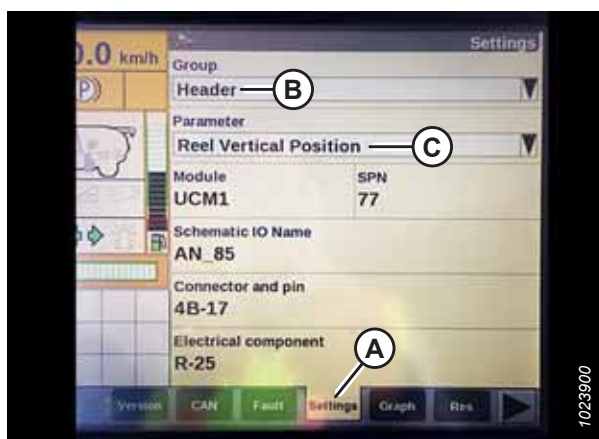 0.0 km/h
Settings
Group
Header
B
(P)
Parameter
Reel Vertical Position
C
Module
SPN
UCM1
77
Schematic IO Name
AN_85
Connector and pin
4B-17
Electrical component
A
R-25
Version
CAN
Fault
Settings
Graph
Res
1023900